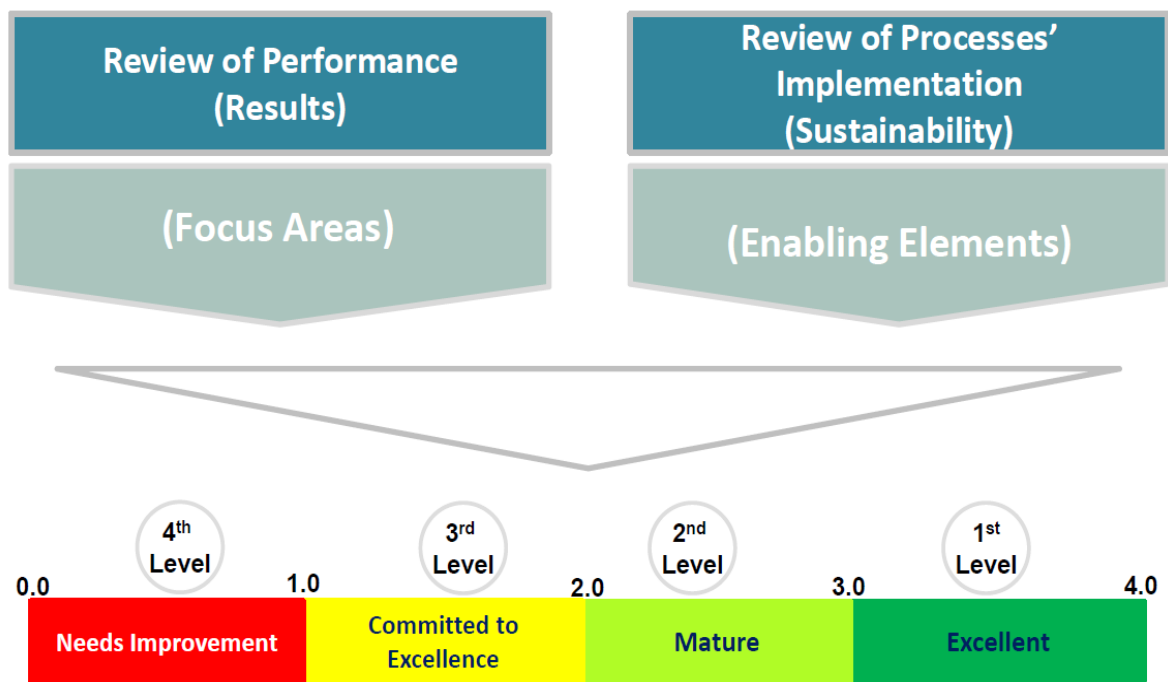 Review of Performance
(Results)
Review of Processes’
Implementation
(Sustainability)
(Focus Areas)
(Enabling Elements)
4th
Level
3rd
Level
2nd
Level
1st
Level
0.0
1.0
2.0
3.0
4.0
Needs Improvement
Committed to
Excellence
Mature
Excellent